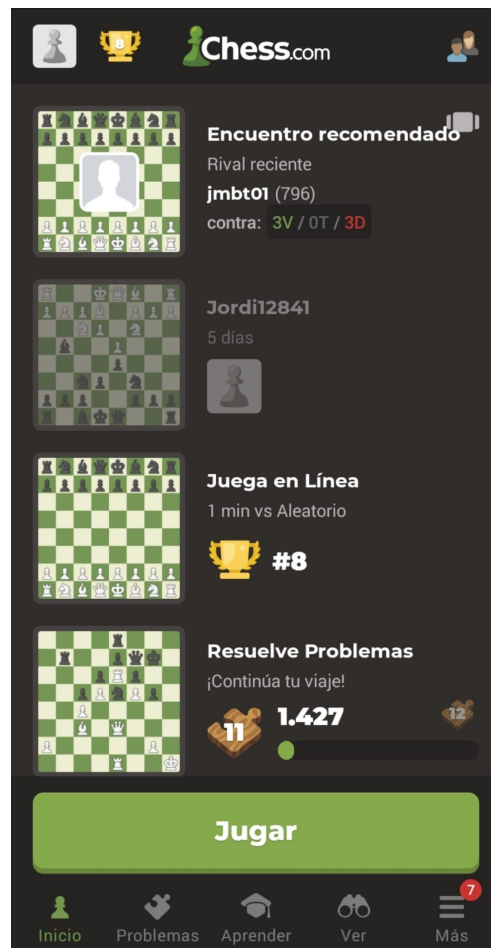 8
Chess.com
Encuentro recomendado
Rival reciente
jmbt01 (796)
contra: 3V / 0T / 3D
Jordi12841
5 días
Juega en Línea
1 min vs Aleatorio
#8
Resuelve Problemas
¡Continúa tu viaje!
11 1.427 12
Jugar
7
Inicio Problemas Aprender Ver Más